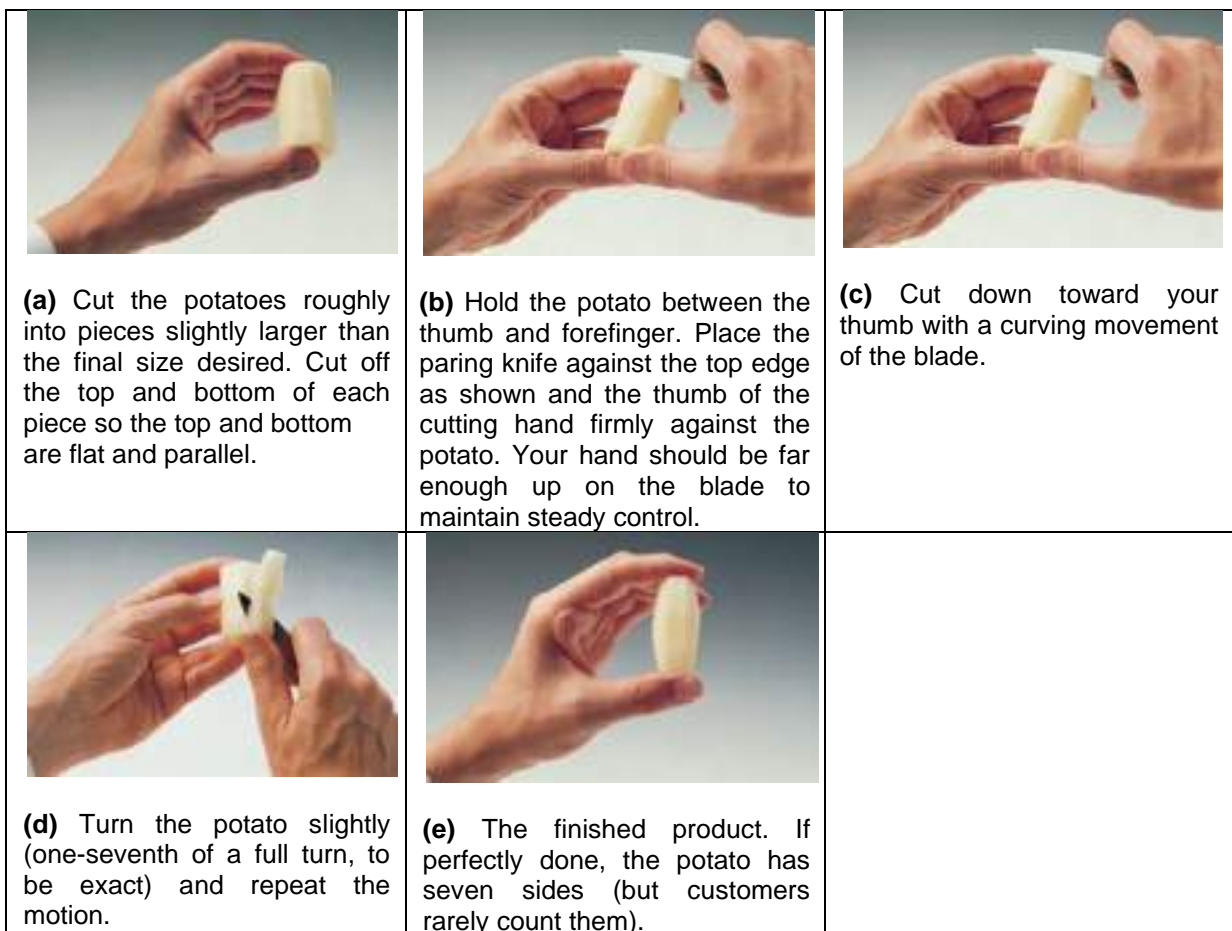 (a) Cut the potatoes roughly
into pieces slightly larger than
the final size desired. Cut off
the top and bottom of each
piece so the top and bottom
are flat and parallel.
(b) Hold the potato between the
thumb and forefinger. Place the
paring knife against the top edge
as shown and the thumb of the
cutting hand firmly against the
potato. Your hand should be far
enough up on the blade to
maintain steady control.
(c) Cut down toward your
thumb with a curving movement
of the blade.
(d) Turn the potato slightly
(one-seventh of a full turn, to
be exact) and repeat the
motion.
(e) The finished product. If
perfectly done, the potato has
seven sides (but customers
rarely count them).